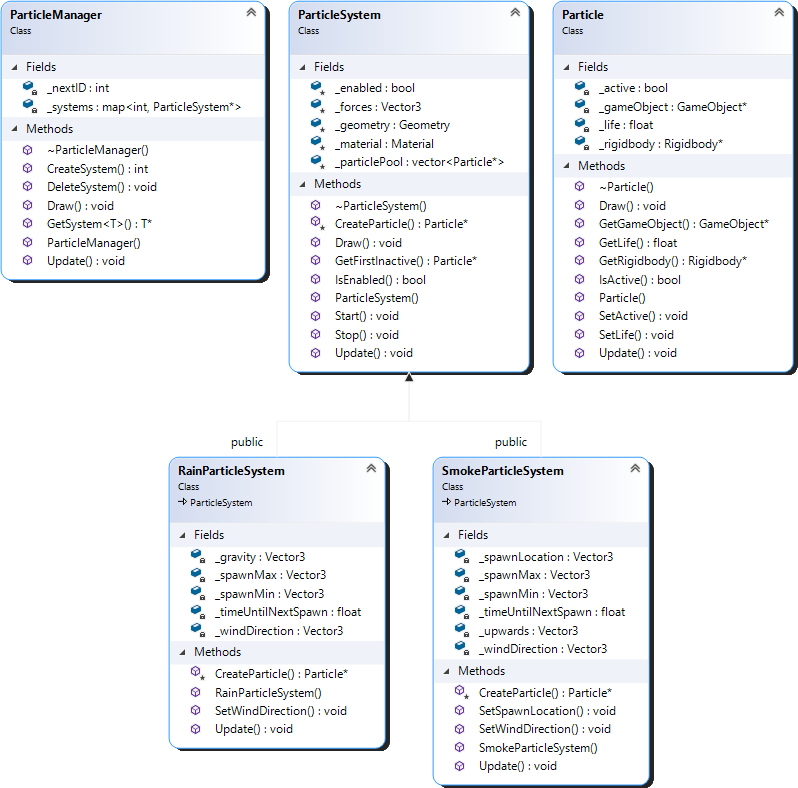 ParticleManager
Class
Fields
_nextID : int
_systems : map<int, ParticleSystem*>
Methods
~ParticleManager()
CreateSystem() : int
DeleteSystem() : void
Draw() : void
GetSystem<T>() : T*
ParticleManager()
Update() : void
ParticleSystem
Class
Fields
_enabled : bool
_forces : Vector3
_geometry : Geometry
_material : Material
_particlePool : vector<Particle*>
Methods
~ParticleSystem()
CreateParticle() : Particle*
Draw() : void
GetFirstInactive() : Particle*
IsEnabled() : bool
ParticleSystem()
Start() : void
Stop() : void
Update() : void
Particle
Class
Fields
_active : bool
_gameObject : GameObject*
_life : float
_rigidbody : Rigidbody*
Methods
~Particle()
Draw() : void
GetGameObject() : GameObject*
GetLife() : float
GetRigidbody() : Rigidbody*
IsActive() : bool
Particle()
SetActive() : void
SetLife() : void
Update() : void
public
public
RainParticleSystem
Class
ParticleSystem
Fields
_gravity : Vector3
_spawnMax : Vector3
_spawnMin : Vector3
_timeUntilNextSpawn : float
_windDirection : Vector3
Methods
CreateParticle() : Particle*
RainParticleSystem()
SetWindDirection() : void
Update() : void
SmokeParticleSystem
Class
ParticleSystem
Fields
_spawnLocation : Vector3
_spawnMax : Vector3
_spawnMin : Vector3
_timeUntilNextSpawn : float
_upwards : Vector3
_windDirection : Vector3
Methods
CreateParticle() : Particle*
SetSpawnLocation() : void
SetWindDirection() : void
SmokeParticleSystem()
Update() : void